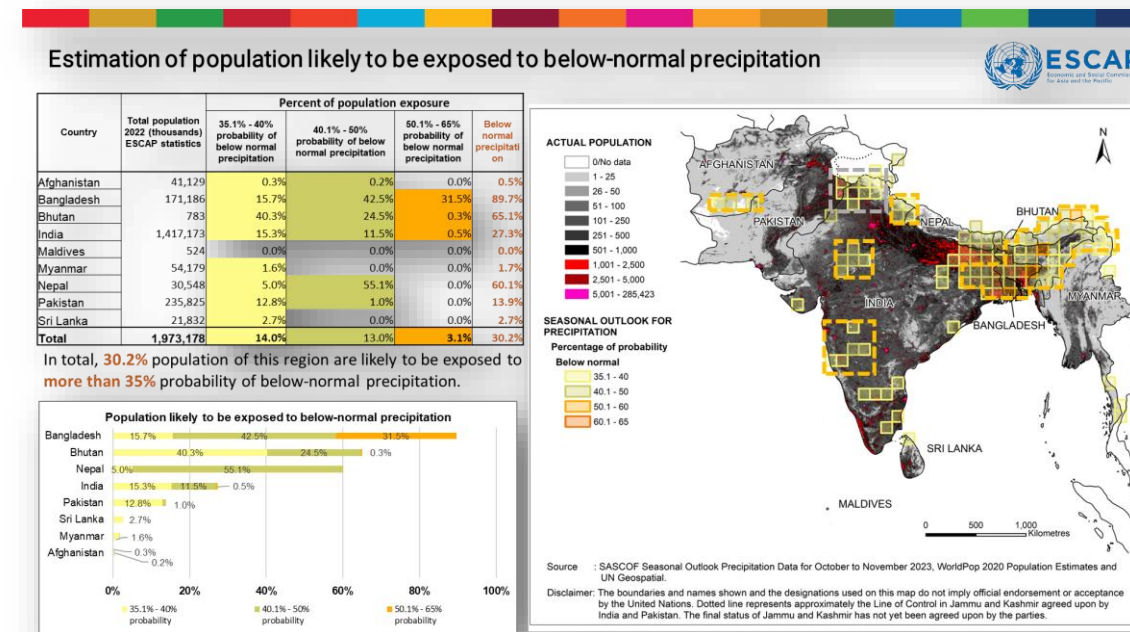 Estimation of population likely to be exposed to below-normal precipitation
ESCAP
Economic and Social Commission
for Asia and the Pacific
Percent of population exposure
Country
Total population
2022 (thousands)
ESCAP statistics
35.1% - 40%
probability of
below normal
precipitation
40.1% - 50%
probability of below
normal precipitation
50.1% - 65%
probability of
below normal
precipitation
Below
normal
precipitati
on
Afghanistan 41,129 0.3% 0.2% 0.0% 0.5%
Bangladesh 171,186 15.7% 42.5% 31.5% 89.7%
Bhutan 783 40.3% 24.5% 0.3% 65.1%
India 1,417,173 15.3% 11.5% 0.5% 27.3%
Maldives 524 0.0% 0.0% 0.0% 0.0%
Myanmar 54,179 1.6% 0.0% 0.0% 1.7%
Nepal 30,548 5.0% 55.1% 0.0% 60.1%
Pakistan 235,825 12.8% 1.0% 0.0% 13.9%
Sri Lanka 21,832 2.7% 0.0% 0.0% 2.7%
Total 1,973,178 14.0% 13.0% 3.1% 30.2%
In total, 30.2% population of this region are likely to be exposed to
more than 35% probability of below-normal precipitation.
Population likely to be exposed to below-normal precipitation
Bangladesh 15.7% 42.5% 31.5%
Bhutan 40.3% 24.5% 0.3%
Nepal 5.0% 55.1%
India 15.3% 11.5% 0.5%
Pakistan 12.8% 1.0%
Sri Lanka 2.7%
Myanmar 1.6%
Afghanistan 0.3%
0.2%
0% 20% 40% 60% 80% 100%
35.1% - 40%
probability
40.1% - 50%
probability
50.1% - 65%
probability
ACTUAL POPULATION
0/No data
1 - 25
26 - 50
51 - 100
101 - 250
251 - 500
501 - 1,000
1,001 - 2,500
2,501 - 5,000
5,001 - 285,423
SEASONAL OUTLOOK FOR
PRECIPITATION
Percentage of probability
Below normal
35.1 - 40
40.1 - 50
50.1 - 60
60.1 - 65
N
AFGHANISTAN
PAKISTAN
NEPAL
BHUTAN
INDIA
MYANMAR
BANGLADESH
SRI LANKA
MALDIVES
0 500 1,000
Kilometres
Source : SASCOF Seasonal Outlook Precipitation Data for October to November 2023, WorldPop 2020 Population Estimates and
UN Geospatial.
Disclaimer: The boundaries and names shown and the designations used on this map do not imply official endorsement or acceptance
by the United Nations. Dotted line represents approximately the Line of Control in Jammu and Kashmir agreed upon by
India and Pakistan. The final status of Jammu and Kashmir has not yet been agreed upon by the parties.